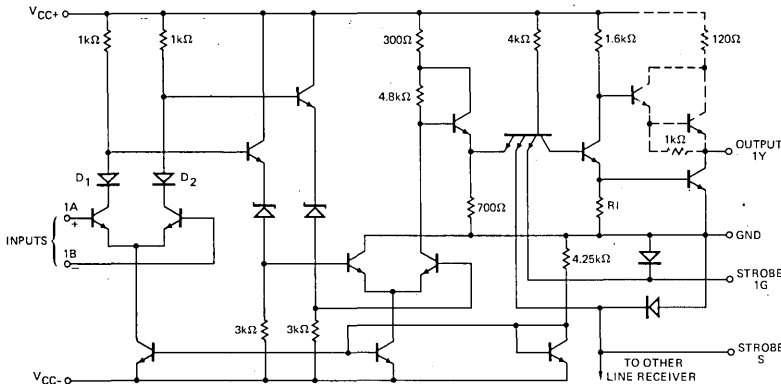 VCC+
1kΩ
1kΩ
300Ω
4kΩ
1.6kΩ
120Ω
4.8kΩ
1kΩ
OUTPUT
1Y
D1
D2
1A
+
INPUTS
1B
−
700Ω
R1
GND
4.25kΩ
STROBE
1G
3kΩ
3kΩ
STROBE
S
TO OTHER
LINE RECEIVER
VCC−